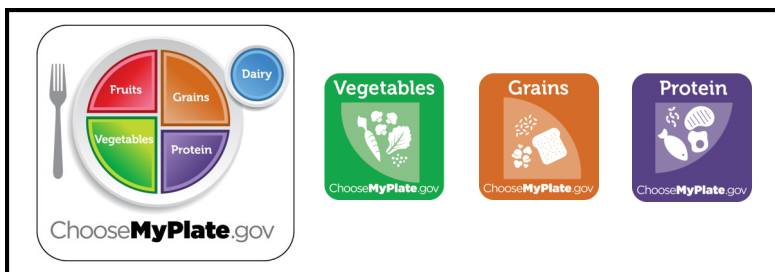 Dairy
Fruits
Grains
Vegetables
Protein
ChooseMyPlate.gov
Vegetables
ChooseMyPlate.gov
Grains
ChooseMyPlate.gov
Protein
ChooseMyPlate.gov